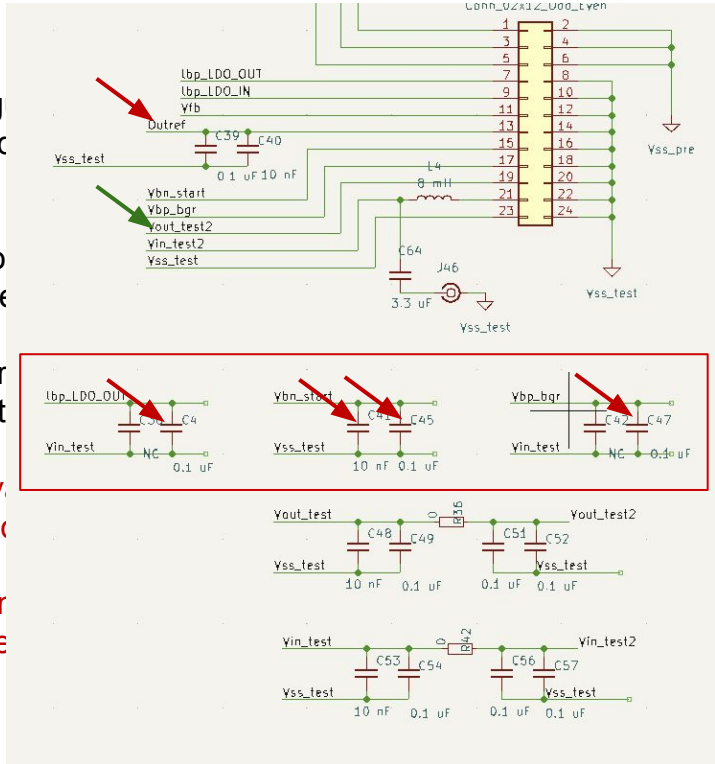 Conn_02x12_Odd_Even
1 2
3 4
5 6
Ibp_LDO_OUT 7 8
Ibp_LDO_IN 9 10
Vfb 11 12
Outref 13 14
C39 C40 15 16 Vss_pre
Vss_test 17 18
0.1 uF 10 nF L4 19 20
Vbn_start 8 mH 21 22
Vbp_bgr 23 24
Vout_test2
Vin_test2
Vss_test
C64 J46
3.3 uF Vss_test
Vss_test
Ibp_LDO_OUT Vbn_start Vbp_bgr
C4 C41 C45 C42 C47
Vin_test NC Vss_test Vin_test NC 0.1 uF
0.1 uF 10 nF 0.1 uF
Vout_test 0 R36 Vout_test2
C48 C49 C51 C52
Vss_test Vss_test
10 nF 0.1 uF 0.1 uF 0.1 uF
Vin_test 0 R42 Vin_test2
C53 C54 C56 C57
Vss_test Vss_test
10 nF 0.1 uF 0.1 uF 0.1 uF